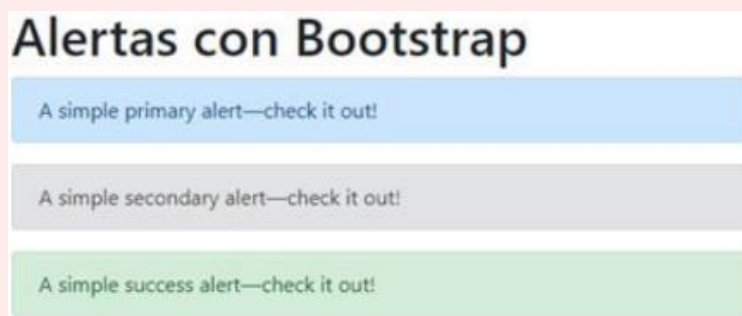 Alertas con Bootstrap
A simple primary alert—check it out!
A simple secondary alert—check it out!
A simple success alert—check it out!